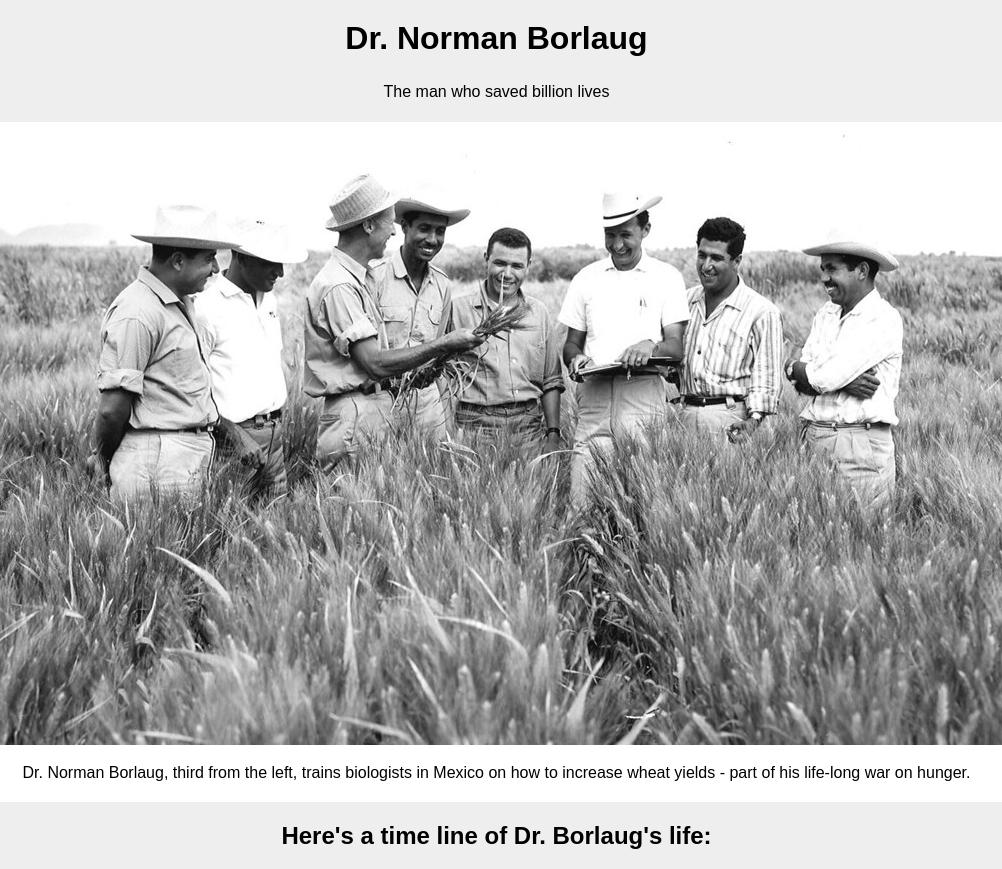 Dr. Norman Borlaug
The man who saved billion lives
Dr. Norman Borlaug, third from the left, trains biologists in Mexico on how to increase wheat yields - part of his life-long war on hunger.
Here's a time line of Dr. Borlaug's life: